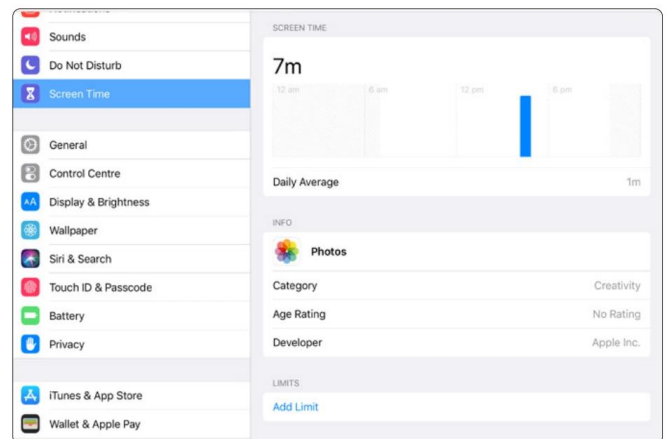 Sounds
Do Not Disturb
Screen Time
General
Control Centre
Display & Brightness
Wallpaper
Siri & Search
Touch ID & Passcode
Battery
Privacy
iTunes & App Store
Wallet & Apple Pay
SCREEN TIME
7m
12 am 6 am 12 pm 6 pm
Daily Average 1m
INFO
Photos
Category Creativity
Age Rating No Rating
Developer Apple Inc.
LIMITS
Add Limit